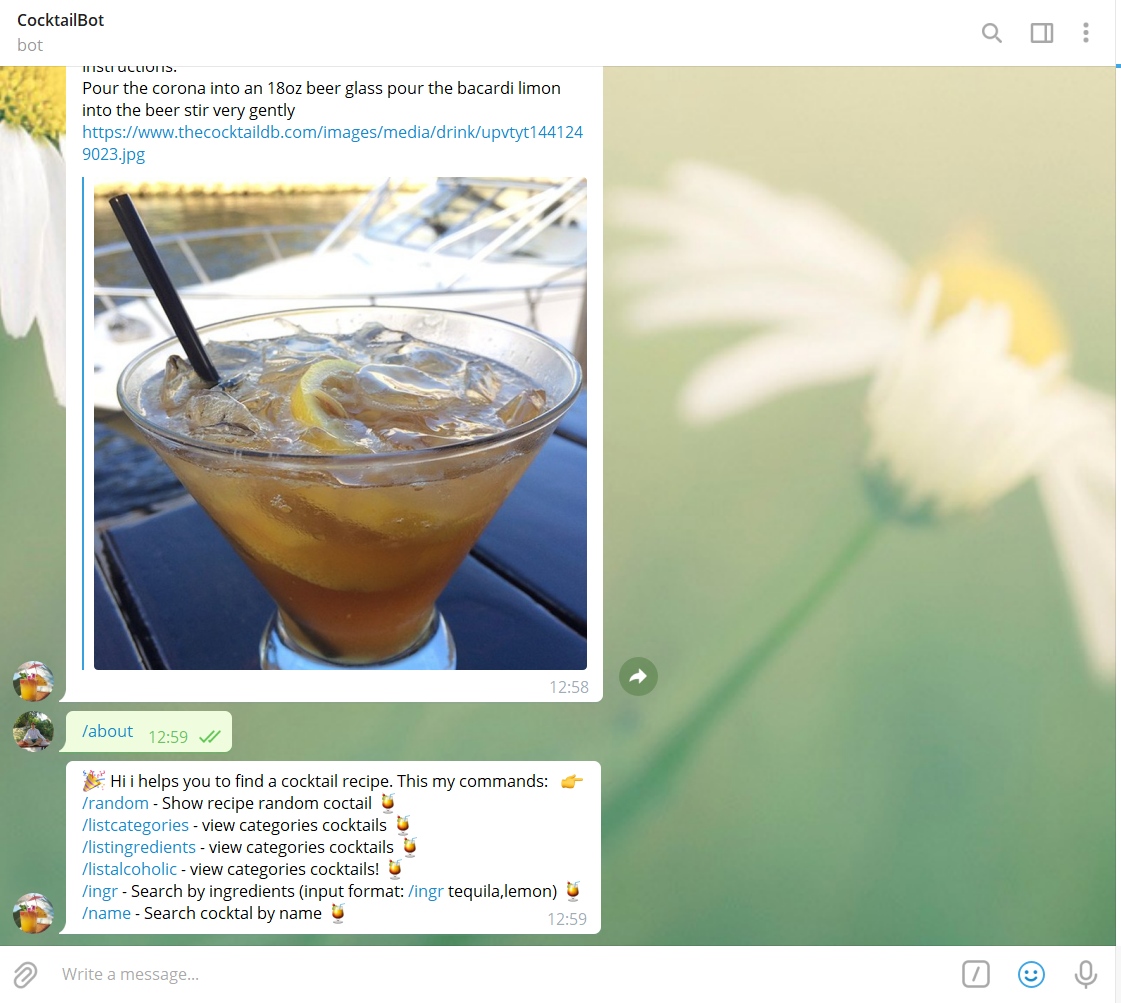 CocktailBot
bot
Instructions:
Pour the corona into an 18oz beer glass pour the bacardi limon
into the beer stir very gently
https://www.thecocktaildb.com/images/media/drink/upvtyt144124
9023.jpg
12:58
/about 12:59
Hi i helps you to find a cocktail recipe. This my commands:
/random - Show recipe random coctail
/listcategories - view categories cocktails
/listingredients - view categories cocktails
/listalcoholic - view categories cocktails!
/ingr - Search by ingredients (input format: /ingr tequila,lemon)
/name - Search cocktal by name
12:59
Write a message...